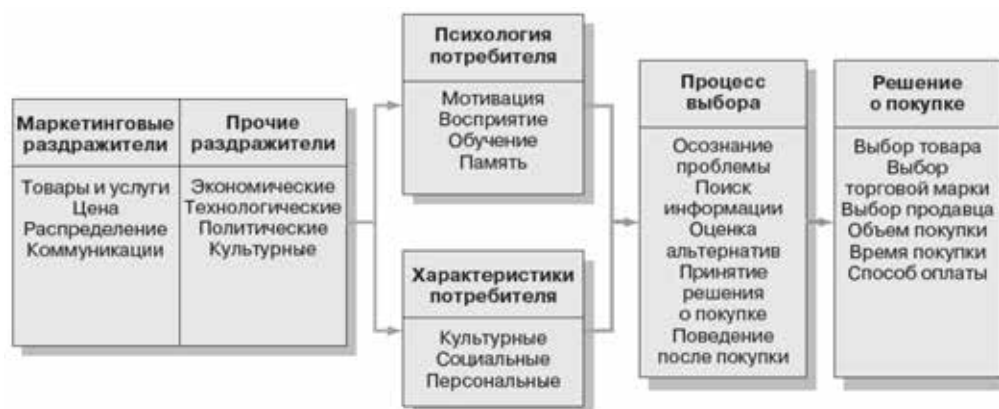 Маркетинговые
раздражители
Товары и услуги
Цена
Распределение
Коммуникации
Прочие
раздражители
Экономические
Технологические
Политические
Культурные
Психология
потребителя
Мотивация
Восприятие
Обучение
Память
Характеристики
потребителя
Культурные
Социальные
Персональные
Процесс
выбора
Осознание
проблемы
Поиск
информации
Оценка
альтернатив
Принятие
решения
о покупке
Поведение
после покупки
Решение
о покупке
Выбор товара
Выбор
торговой марки
Выбор продавца
Объем покупки
Время покупки
Способ оплаты